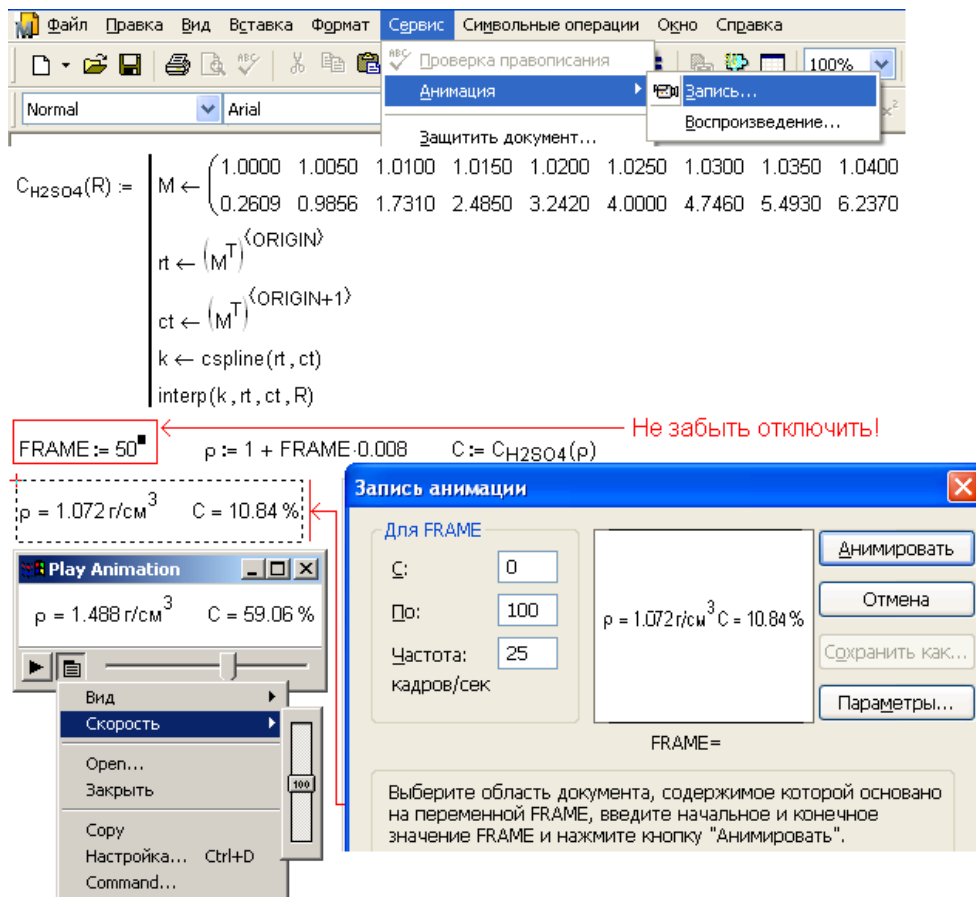 Файл Правка Вид Вставка Формат Сервис Символьные операции Окно Справка
ABC ABC Проверка правописания 100%
Normal Arial Анимация Запись...
Воспроизведение... x²
Защитить документ...
C_H2SO4(R) := M ← ( 1.0000 1.0050 1.0100 1.0150 1.0200 1.0250 1.0300 1.0350 1.0400
0.2609 0.9856 1.7310 2.4850 3.2420 4.0000 4.7460 5.4930 6.2370
rt ← (M^T)^⟨ORIGIN⟩
ct ← (M^T)^⟨ORIGIN+1⟩
k ← cspline(rt, ct)
interp(k, rt, ct, R)
Не забыть отключить!
FRAME := 50 ρ := 1 + FRAME·0.008 C := C_H2SO4(ρ)
ρ = 1.072 г/см³ C = 10.84 %
Play Animation
ρ = 1.488 г/см³ C = 59.06 %
Вид
Скорость
100
Open...
Закрыть
Copy
Настройка... Ctrl+D
Command...
Запись анимации
Для FRAME
С: 0
По: 100
Частота: 25
кадров/сек
ρ = 1.072 г/см³ C = 10.84 %
FRAME=
Анимировать
Отмена
Сохранить как...
Параметры...
Выберите область документа, содержимое которой основано
на переменной FRAME, введите начальное и конечное
значение FRAME и нажмите кнопку "Анимировать".